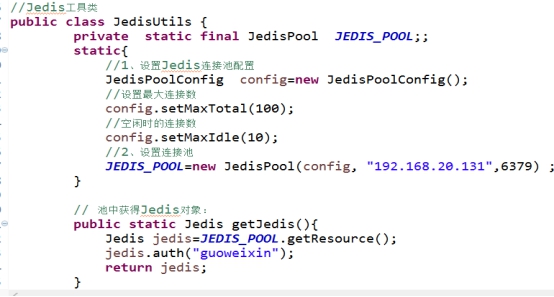 //Jedis工具类
public class JedisUtils {
private static final JedisPool JEDIS_POOL;;
static{
//1、设置Jedis连接池配置
JedisPoolConfig config=new JedisPoolConfig();
//设置最大连接数
config.setMaxTotal(100);
//空闲时的连接数
config.setMaxIdle(10);
//2、设置连接池
JEDIS_POOL=new JedisPool(config, "192.168.20.131",6379) ;
}
// 池中获得Jedis对象：
public static Jedis getJedis(){
Jedis jedis=JEDIS_POOL.getResource();
jedis.auth("guoweixin");
return jedis;
}